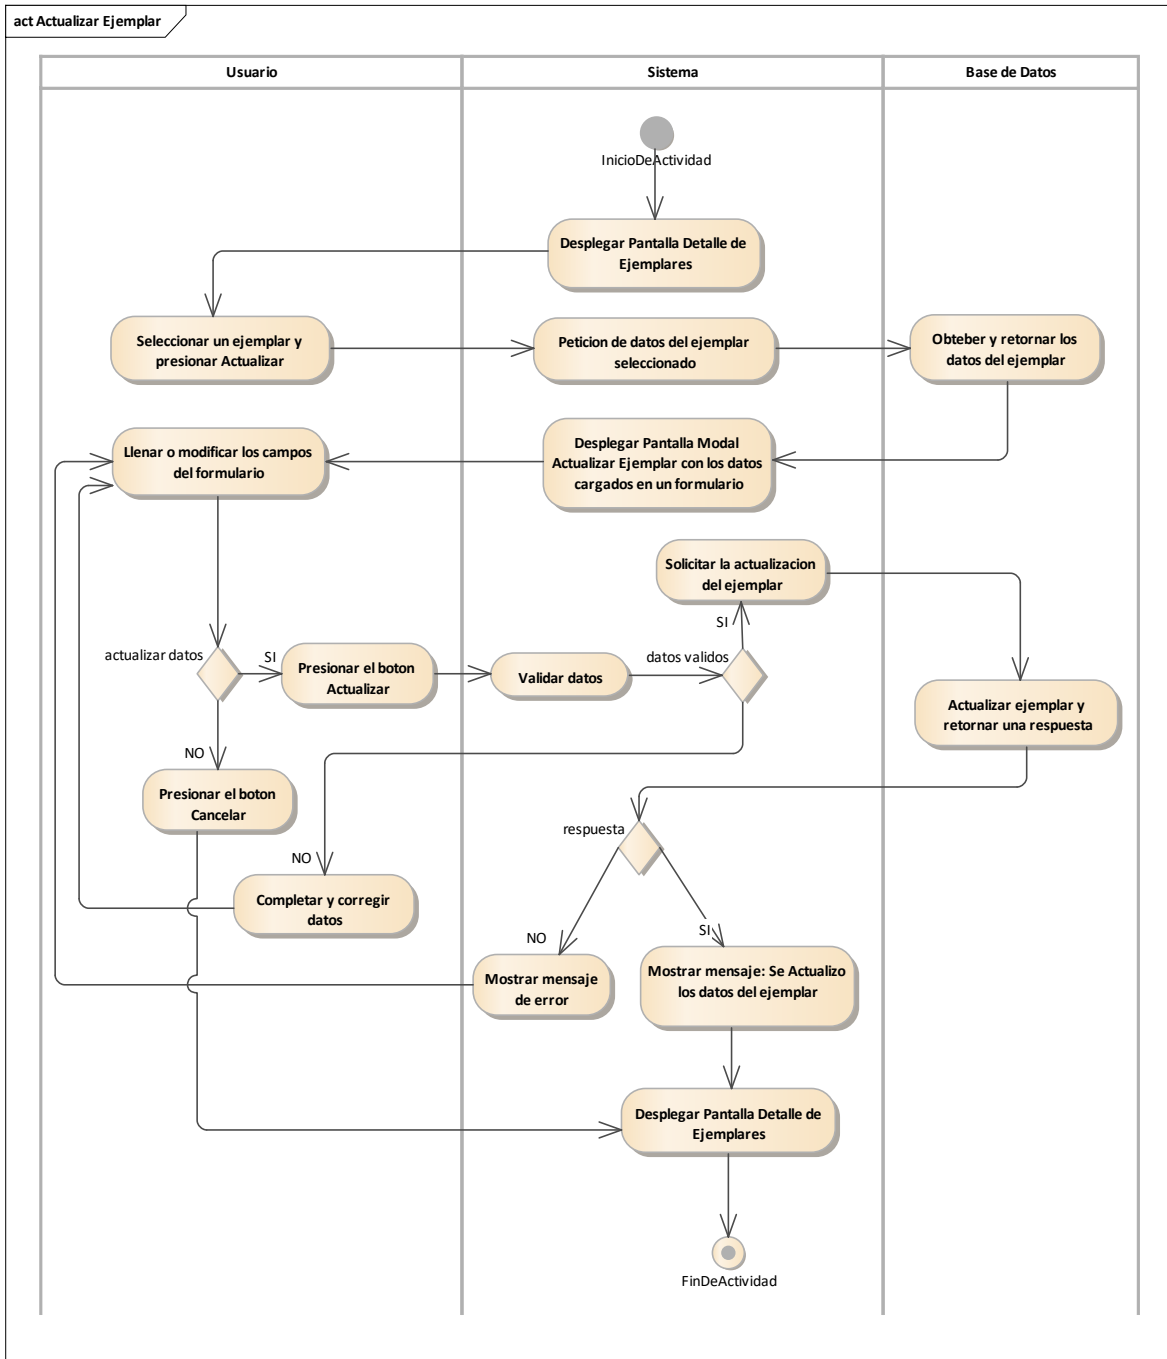 act Actualizar Ejemplar
Usuario
Sistema
Base de Datos
InicioDeActividad
Desplegar Pantalla Detalle de
Ejemplares
Seleccionar un ejemplar y
presionar Actualizar
Peticion de datos del ejemplar
seleccionado
Obteber y retornar los
datos del ejemplar
Llenar o modificar los campos
del formulario
Desplegar Pantalla Modal
Actualizar Ejemplar con los datos
cargados en un formulario
Solicitar la actualizacion
del ejemplar
SI
actualizar datos
SI
Presionar el boton
Actualizar
Validar datos
datos validos
Actualizar ejemplar y
retornar una respuesta
NO
Presionar el boton
Cancelar
respuesta
NO
Completar y corregir
datos
NO
SI
Mostrar mensaje
de error
Mostrar mensaje: Se Actualizo
los datos del ejemplar
Desplegar Pantalla Detalle de
Ejemplares
FinDeActividad